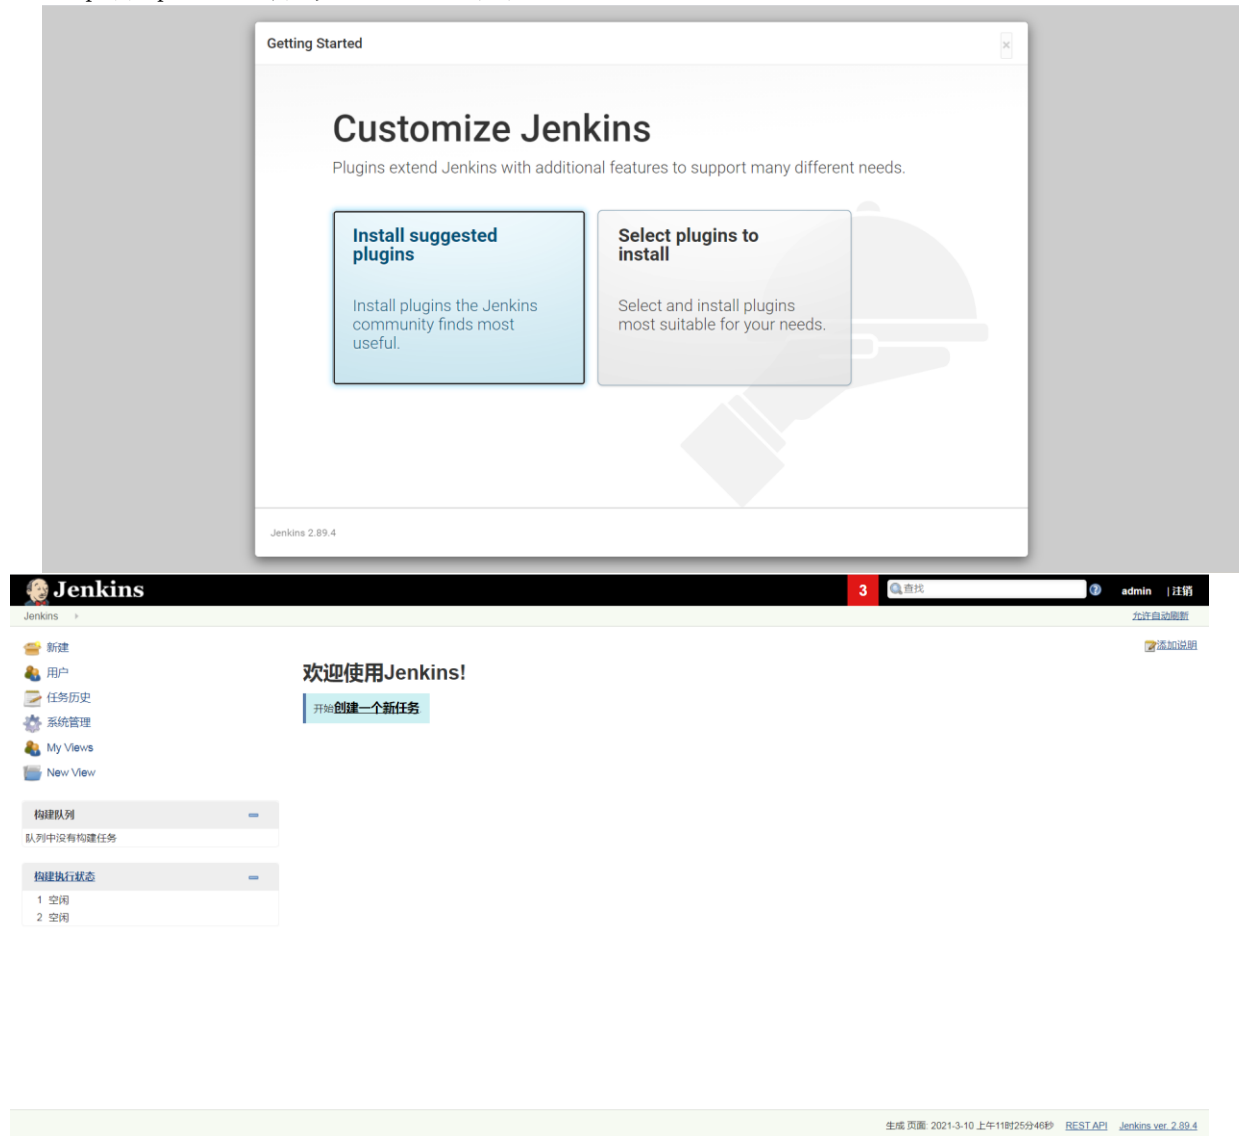 Getting Started
×
Customize Jenkins
Plugins extend Jenkins with additional features to support many different needs.
Install suggested
plugins
Install plugins the Jenkins
community finds most
useful.
Select plugins to
install
Select and install plugins
most suitable for your needs.
Jenkins 2.89.4
Jenkins
3
查找
?
admin
|注销
Jenkins
允许自动刷新
新建
用户
任务历史
系统管理
My Views
New View
添加说明
欢迎使用Jenkins!
开始创建一个新任务.
构建队列
队列中没有构建任务
构建执行状态
1 空闲
2 空闲
生成 页面: 2021-3-10 上午11时25分46秒 REST API Jenkins ver. 2.89.4